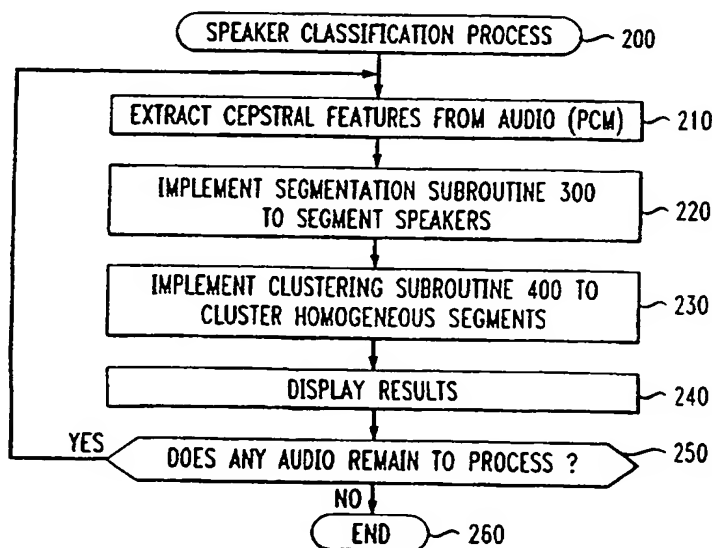 SPEAKER CLASSIFICATION PROCESS
200
EXTRACT CEPSTRAL FEATURES FROM AUDIO (PCM)
210
IMPLEMENT SEGMENTATION SUBROUTINE 300
TO SEGMENT SPEAKERS
220
IMPLEMENT CLUSTERING SUBROUTINE 400 TO
CLUSTER HOMOGENEOUS SEGMENTS
230
DISPLAY RESULTS
240
YES
DOES ANY AUDIO REMAIN TO PROCESS ?
250
NO
END
260